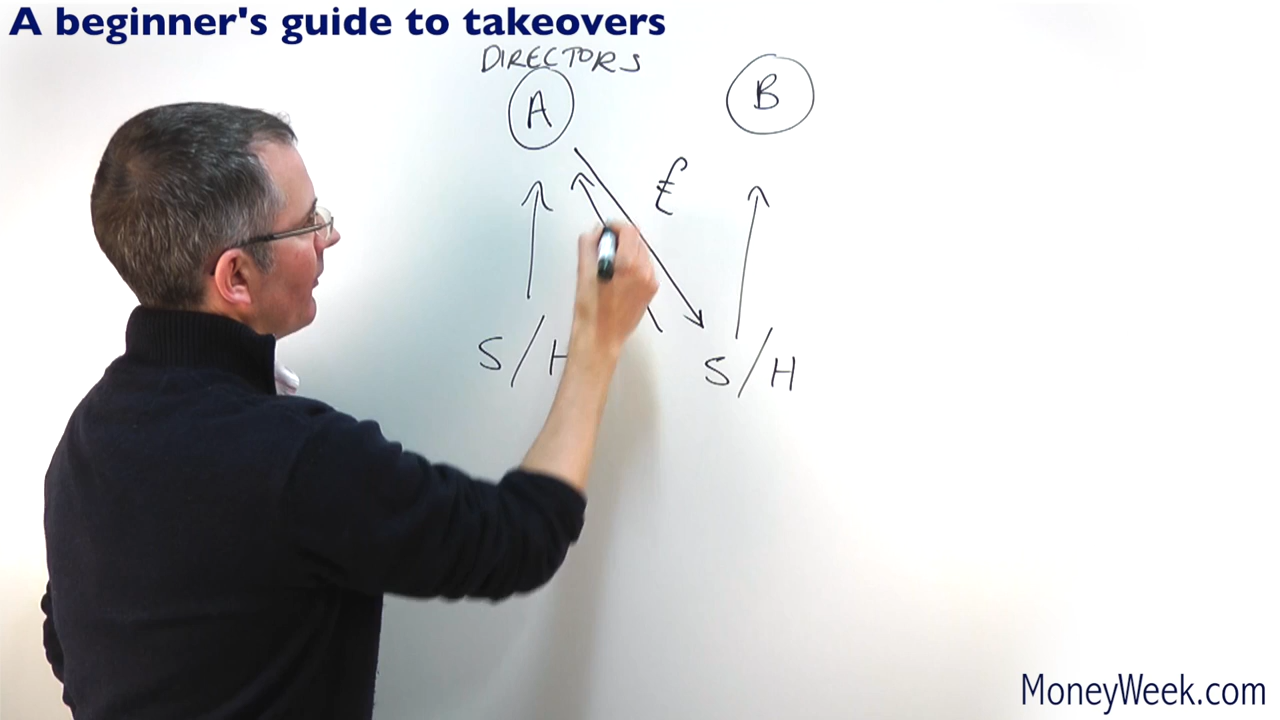 A beginner's guide to takeovers
DIRECTORS
A
B
£
S/H
S/H
MoneyWeek.com